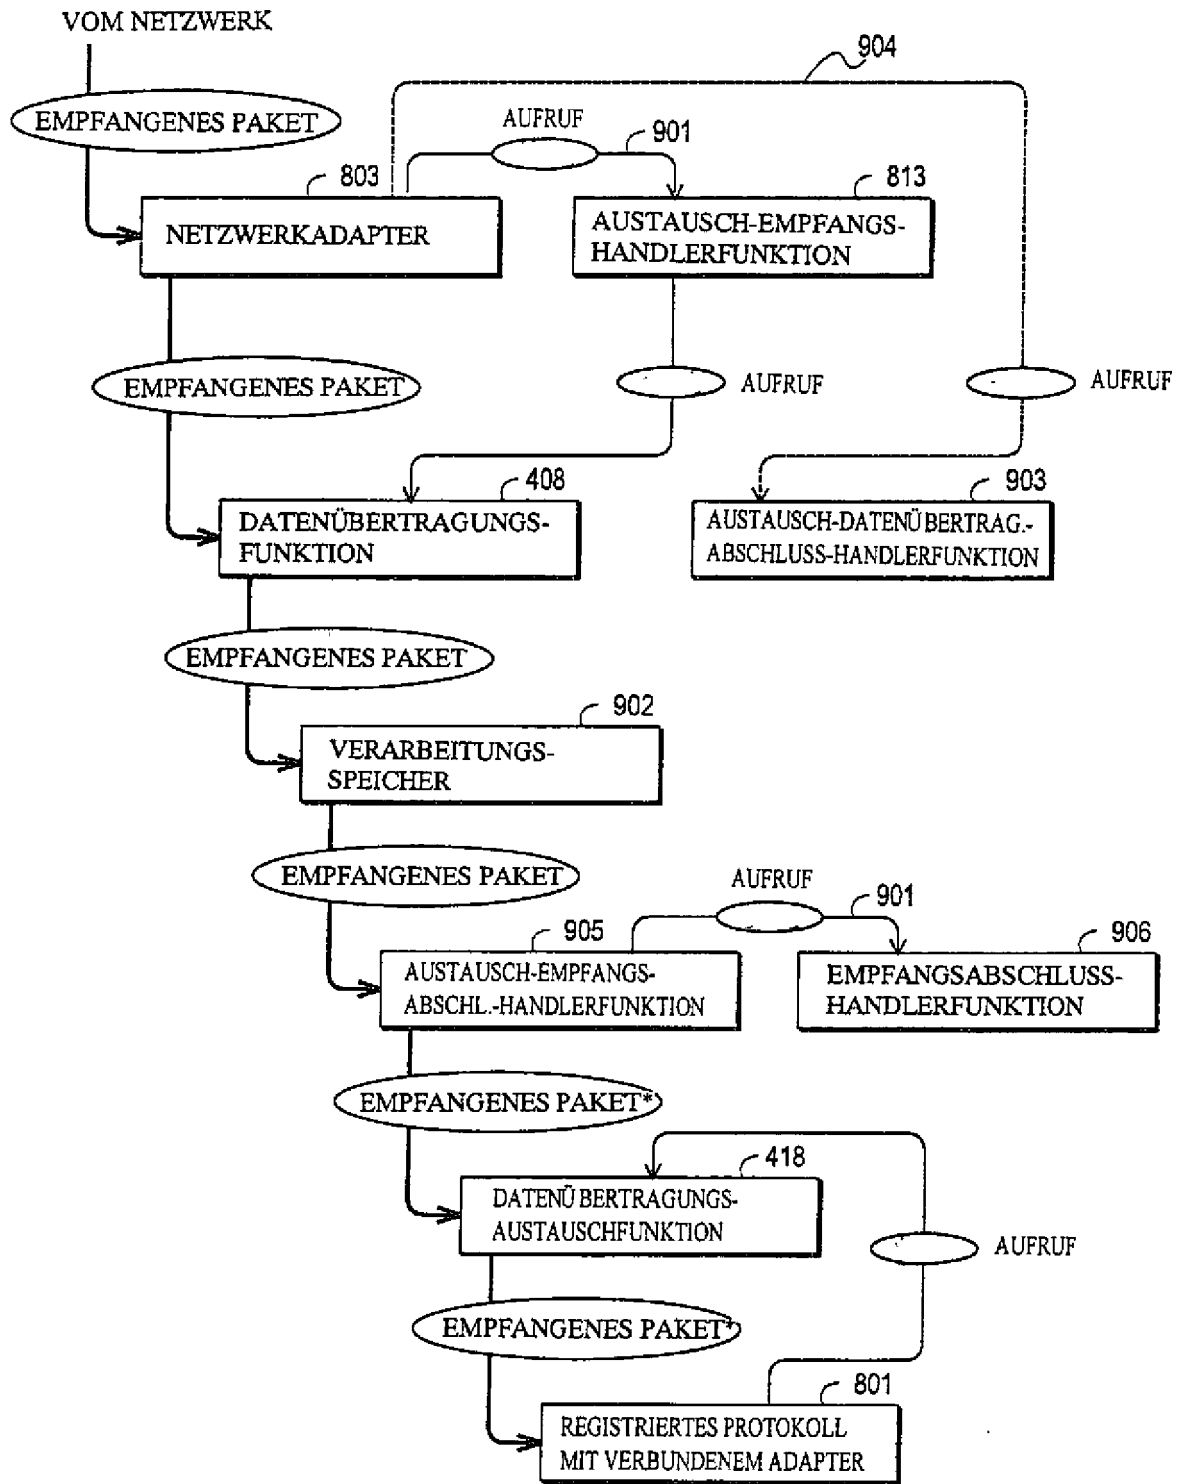 VOM NETZWERK
904
EMPFANGENES PAKET
AUFRUF
901
803
813
NETZWERKADAPTER
AUSTAUSCH-EMPFANGS-
HANDLERFUNKTION
EMPFANGENES PAKET
AUFRUF
AUFRUF
408
903
DATENÜBERTRAGUNGS-
FUNKTION
AUSTAUSCH-DATENÜBERTRAG.-
ABSCHLUSS-HANDLERFUNKTION
EMPFANGENES PAKET
902
VERARBEITUNGS-
SPEICHER
EMPFANGENES PAKET
AUFRUF
901
905
906
AUSTAUSCH-EMPFANGS-
ABSCHL.-HANDLERFUNKTION
EMPFANGSABSCHLUSS-
HANDLERFUNKTION
EMPFANGENES PAKET*
418
DATENÜBERTRAGUNGS-
AUSTAUSCHFUNKTION
AUFRUF
EMPFANGENES PAKET*
801
REGISTRIERTES PROTOKOLL
MIT VERBUNDENEM ADAPTER